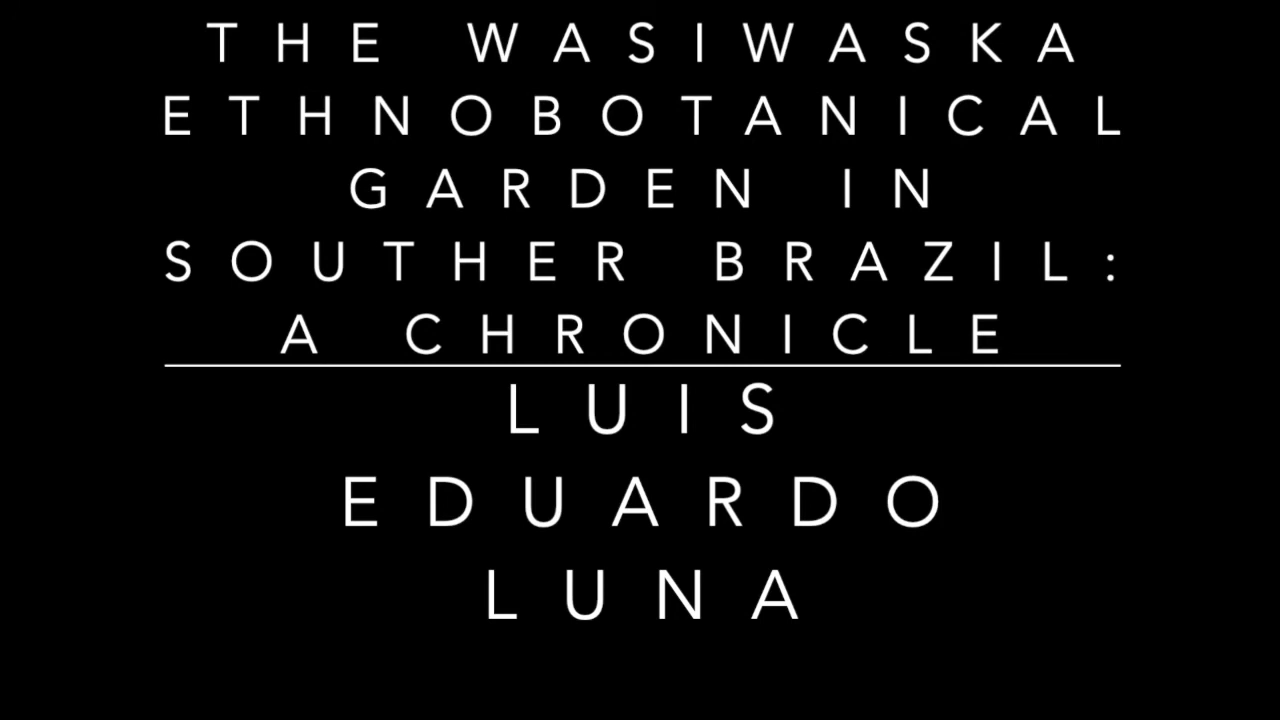 THE WASIWASKA
ETHNOBOTANICAL
GARDEN IN
SOUTHER BRAZIL:
A CHRONICLE
LUIS
EDUARDO
LUNA